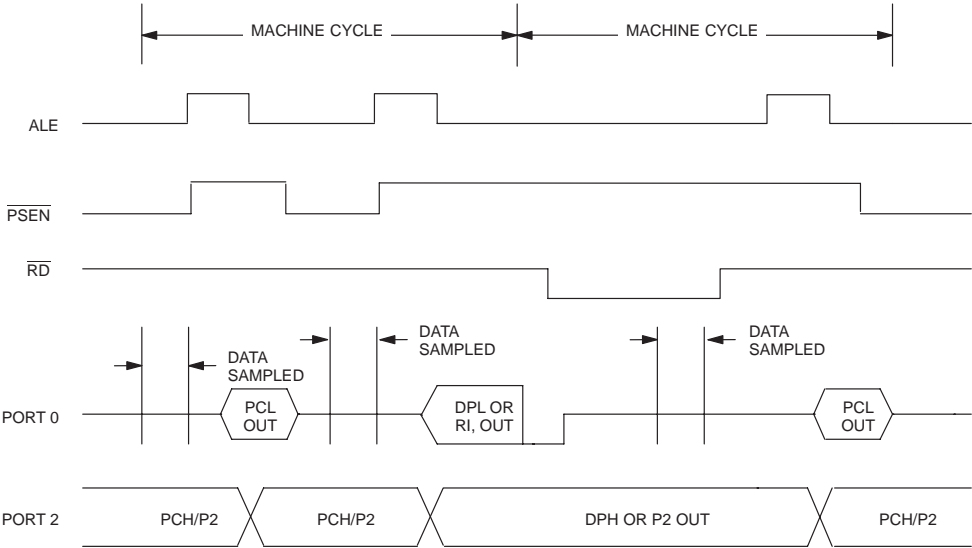 MACHINE CYCLE
MACHINE CYCLE
ALE
PSEN
RD
DATA
SAMPLED
DATA
SAMPLED
DATA
SAMPLED
PORT 0
PCL
OUT
DPL OR
RI, OUT
PCL
OUT
PORT 2
PCH/P2
PCH/P2
DPH OR P2 OUT
PCH/P2